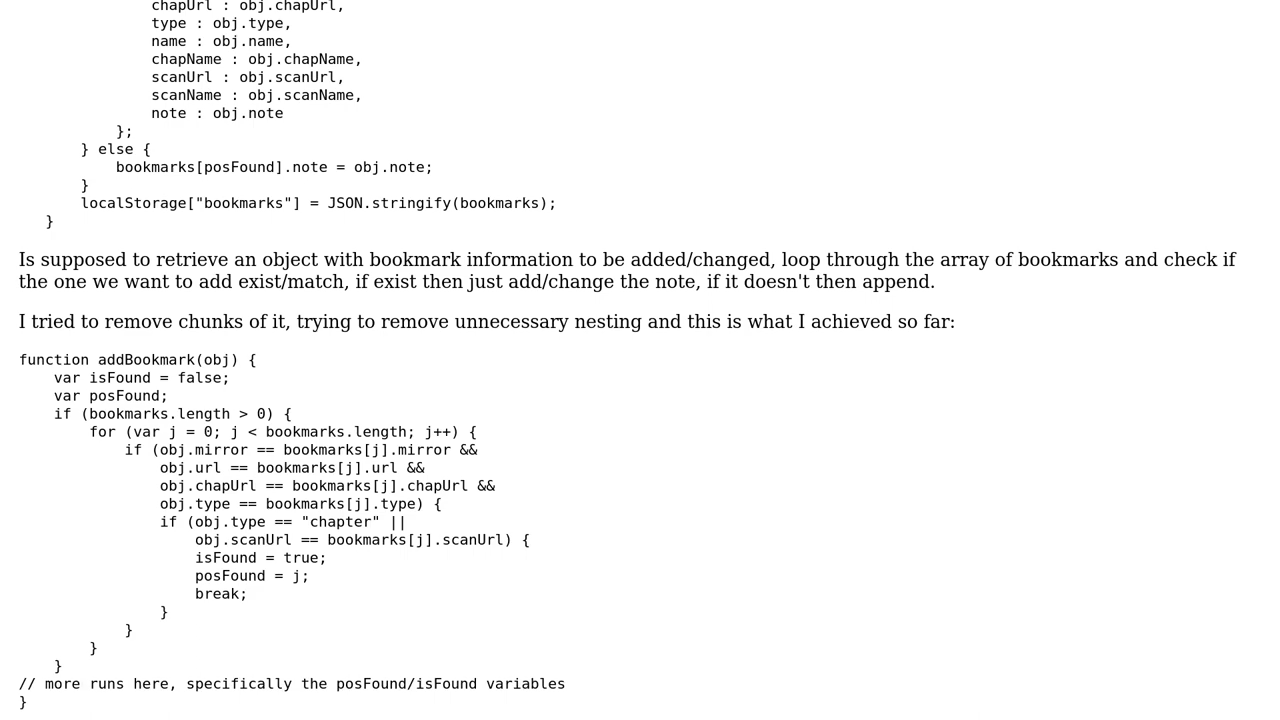 chapUrl : obj.chapUrl,
                type : obj.type,
                name : obj.name,
                chapName : obj.chapName,
                scanUrl : obj.scanUrl,
                scanName : obj.scanName,
                note : obj.note
            };
        } else {
            bookmarks[posFound].note = obj.note;
        }
        localStorage["bookmarks"] = JSON.stringify(bookmarks);
    }
Is supposed to retrieve an object with bookmark information to be added/changed, loop through the array of bookmarks and check if
the one we want to add exist/match, if exist then just add/change the note, if it doesn't then append.
I tried to remove chunks of it, trying to remove unnecessary nesting and this is what I achieved so far:
function addBookmark(obj) {
    var isFound = false;
    var posFound;
    if (bookmarks.length > 0) {
        for (var j = 0; j < bookmarks.length; j++) {
            if (obj.mirror == bookmarks[j].mirror &&
                obj.url == bookmarks[j].url &&
                obj.chapUrl == bookmarks[j].chapUrl &&
                obj.type == bookmarks[j].type) {
                if (obj.type == "chapter" ||
                    obj.scanUrl == bookmarks[j].scanUrl) {
                    isFound = true;
                    posFound = j;
                    break;
                }
            }
        }
    }
// more runs here, specifically the posFound/isFound variables
}